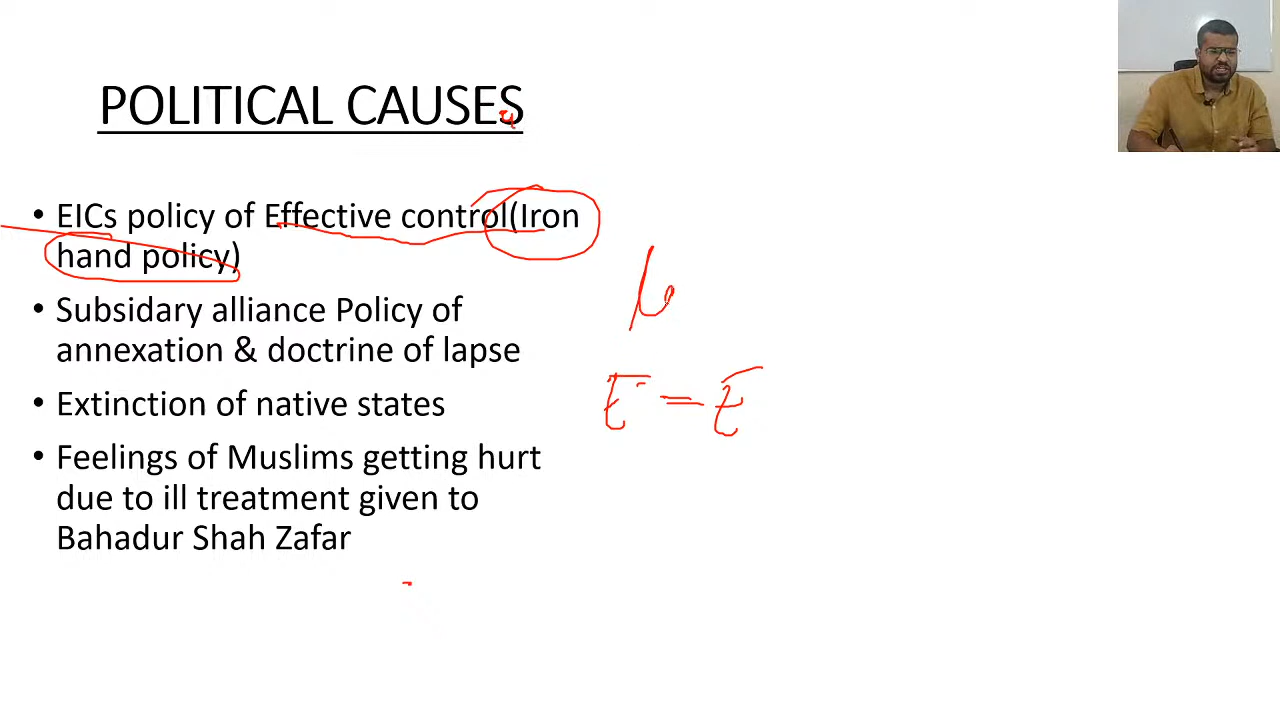 POLITICAL CAUSES
• EICs policy of Effective control(Iron
hand policy)
• Subsidary alliance Policy of
annexation & doctrine of lapse
• Extinction of native states
• Feelings of Muslims getting hurt
due to ill treatment given to
Bahadur Shah Zafar
E = E